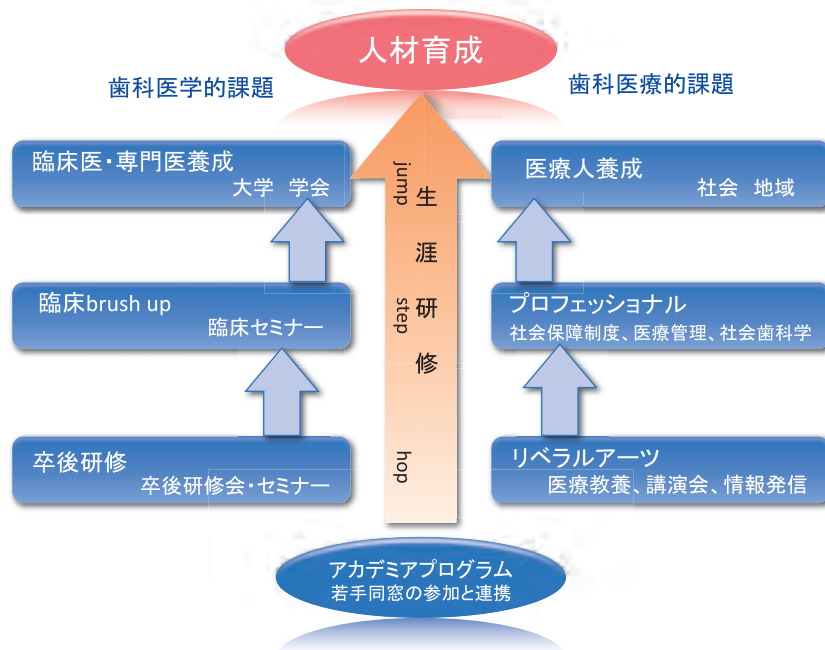 人材育成
歯科医学的課題
歯科医療的課題
臨床医・専門医養成
大学 学会
医療人養成
社会 地域
jump
生涯研修
臨床brush up
臨床セミナー
step
プロフェッショナル
社会保障制度、医療管理、社会歯科学
卒後研修
卒後研修会・セミナー
hop
リベラルアーツ
医療教養、講演会、情報発信
アカデミアプログラム
若手同窓の参加と連携